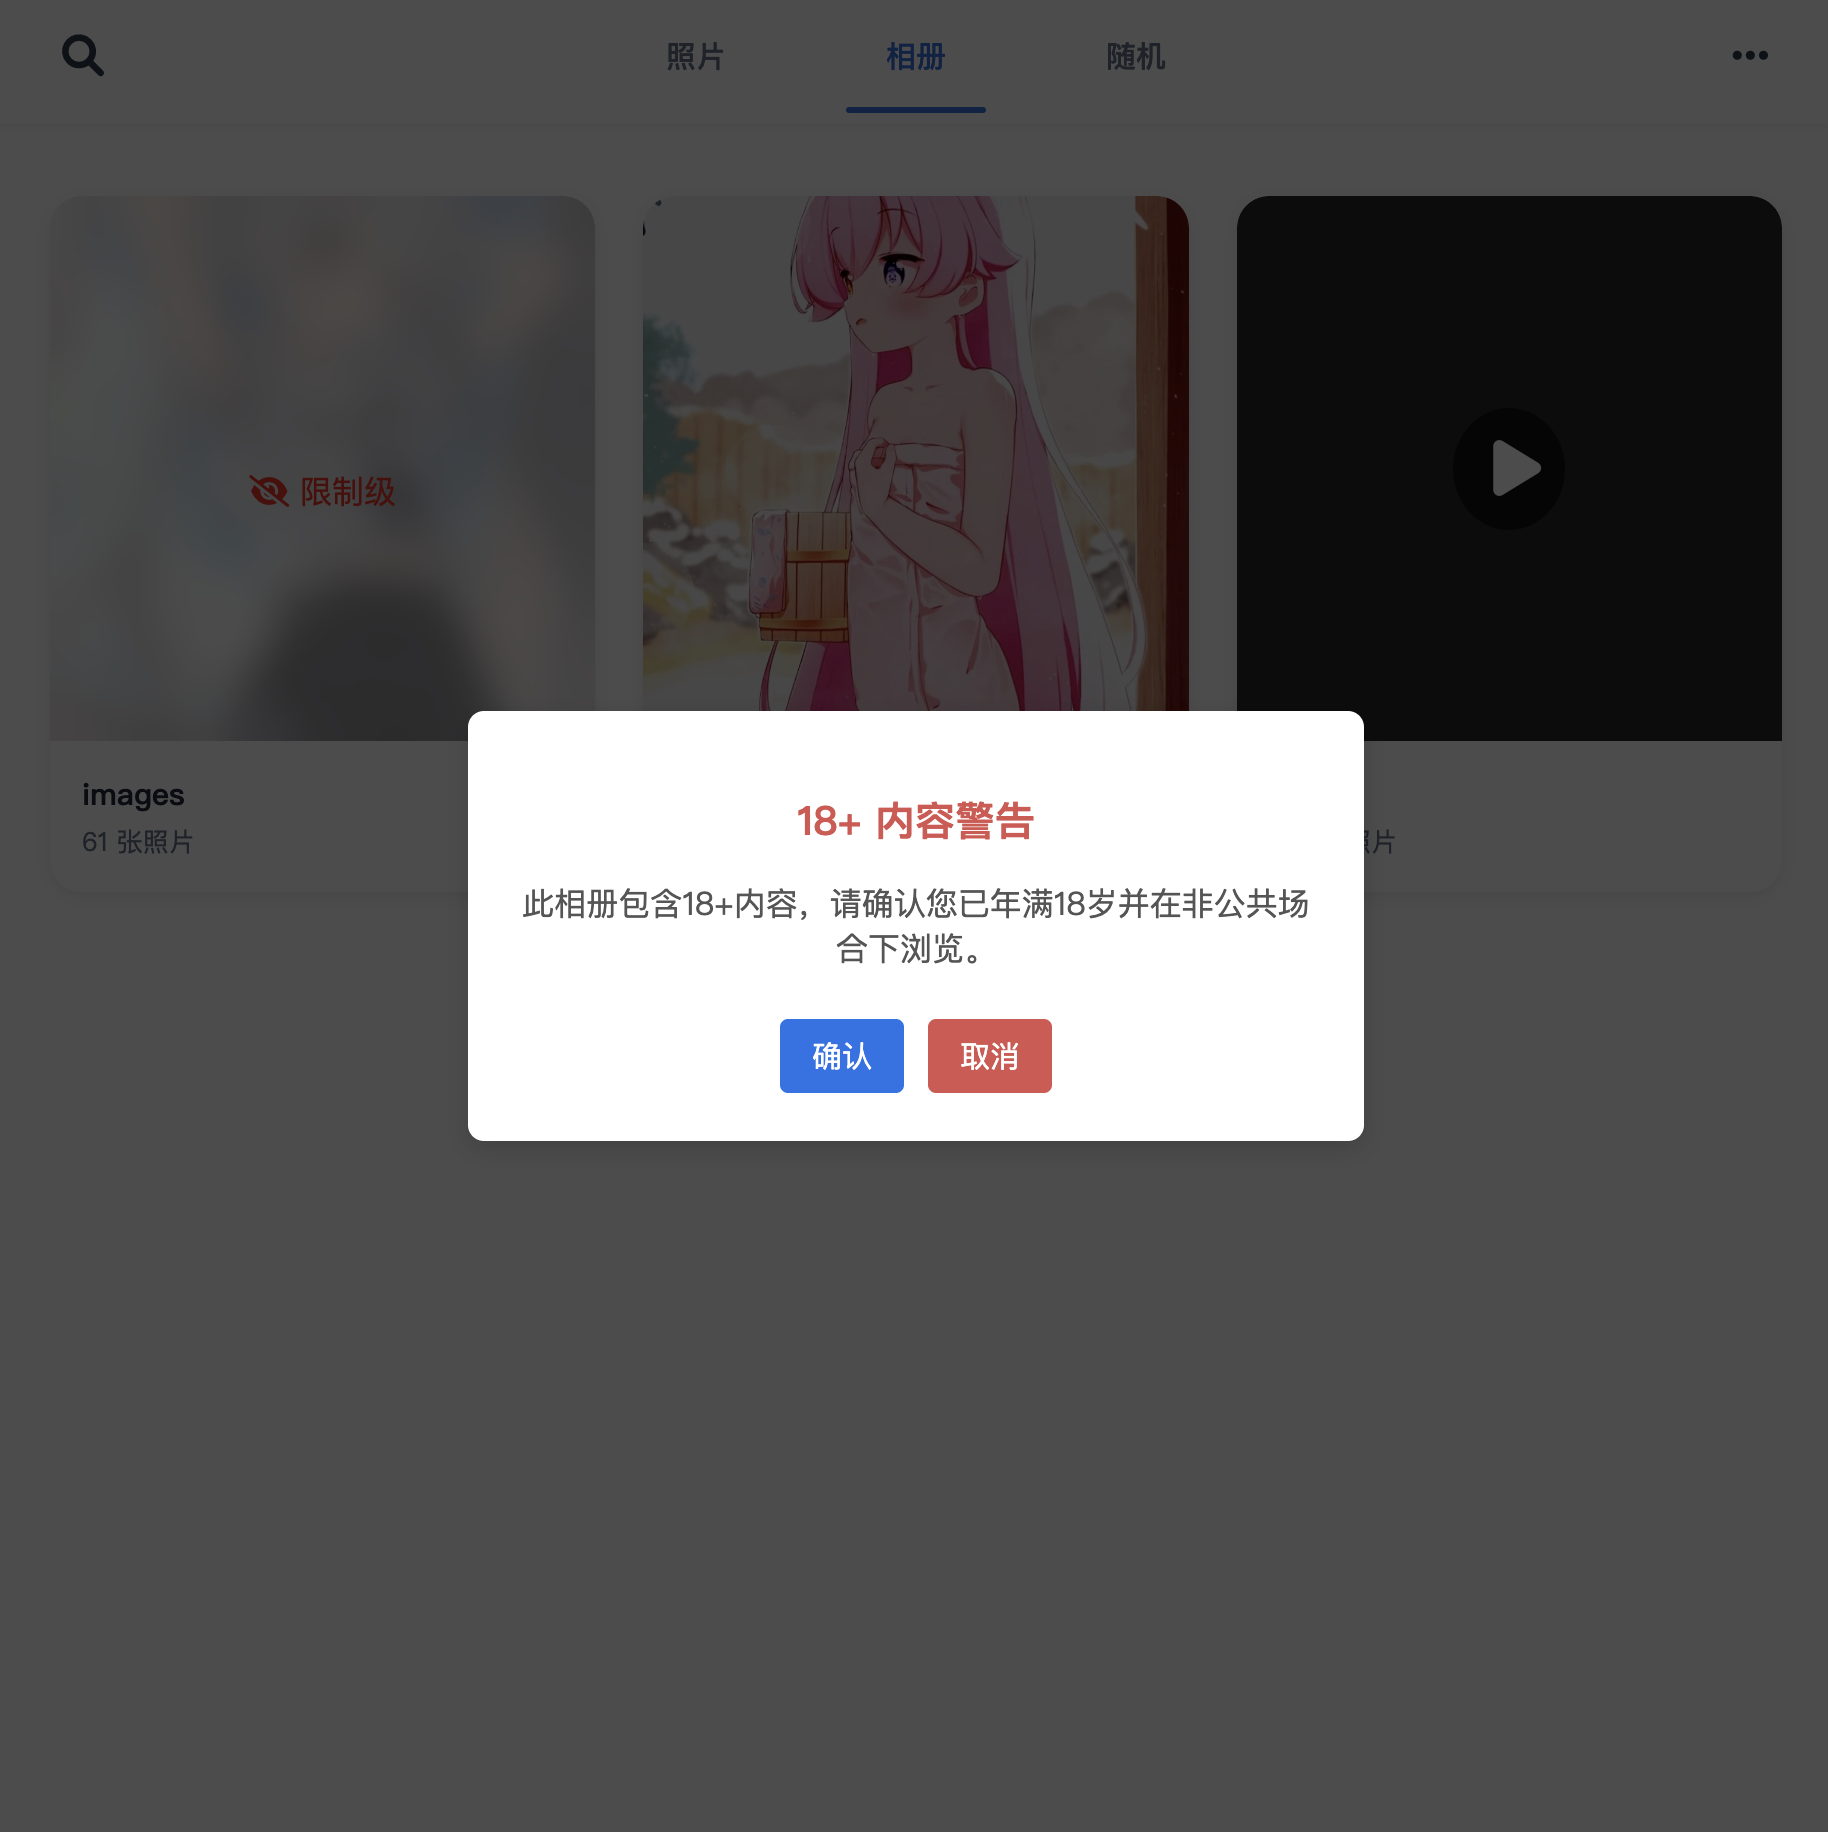 照片
相册
随机
限制级
images
61 张照片
片
18+ 内容警告
此相册包含18+内容，请确认您已年满18岁并在非公共场
合下浏览。
确认
取消